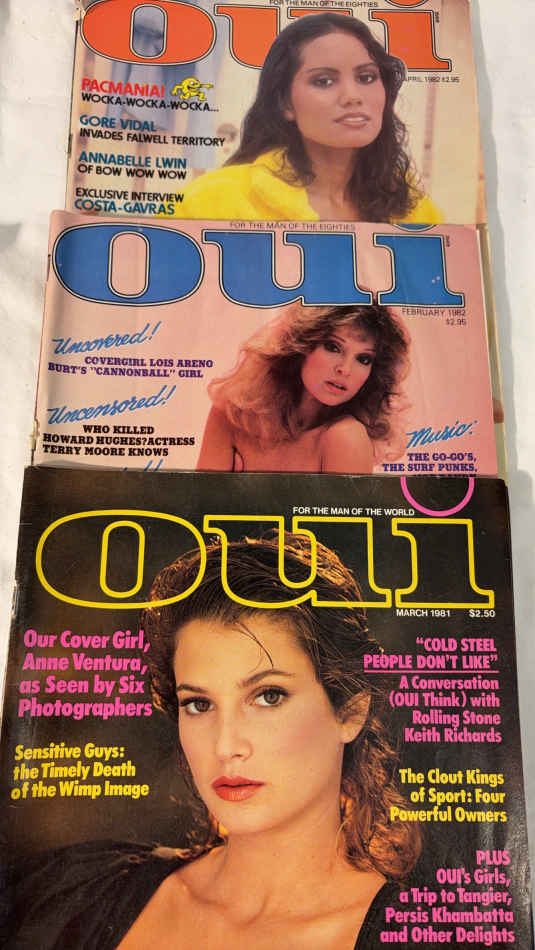 FOR THE MAN OF THE EIGHTIES
oui
APRIL 1982 $2.95
PACMANIA!
WOCKA-WOCKA-WOCKA...
GORE VIDAL
INVADES FALWELL TERRITORY
ANNABELLE LWIN
OF BOW WOW WOW
EXCLUSIVE INTERVIEW
COSTA-GAVRAS
FOR THE MAN OF THE EIGHTIES
oui
FEBRUARY 1982
$2.95
Uncovered!
COVERGIRL LOIS ARENO
BURT'S "CANNONBALL" GIRL
Uncensored!
WHO KILLED
HOWARD HUGHES? ACTRESS
TERRY MOORE KNOWS
Music:
THE GO-GO'S,
THE SURF PUNKS,
FOR THE MAN OF THE WORLD
oui
MARCH 1981 $2.50
Our Cover Girl,
Anne Ventura,
as Seen by Six
Photographers
Sensitive Guys:
the Timely Death
of the Wimp Image
"COLD STEEL
PEOPLE DON'T LIKE"
A Conversation
(OUI Think) with
Rolling Stone
Keith Richards
The Clout Kings
of Sport: Four
Powerful Owners
PLUS
OUI's Girls,
a Trip to Tangier,
Persis Khambatta
and Other Delights